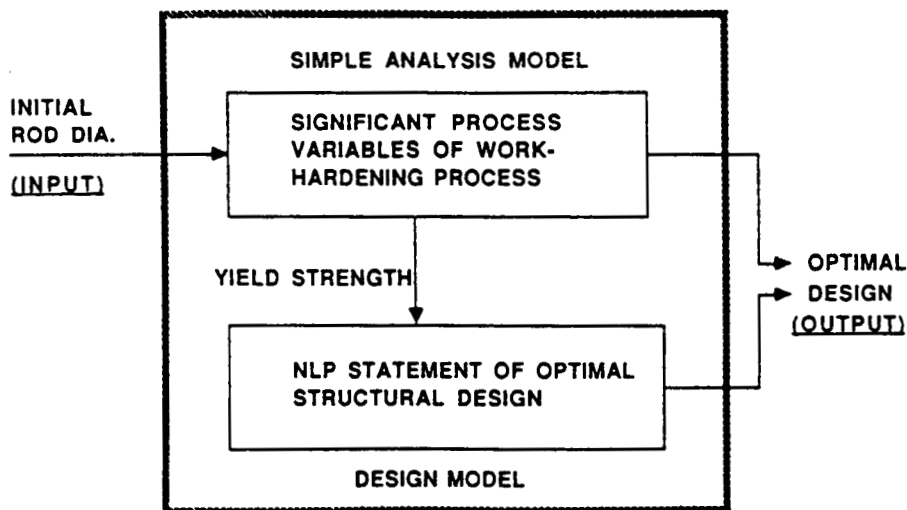 SIMPLE ANALYSIS MODEL
INITIAL
ROD DIA.
(INPUT)
SIGNIFICANT PROCESS
VARIABLES OF WORK-
HARDENING PROCESS
YIELD STRENGTH
OPTIMAL
DESIGN
(OUTPUT)
NLP STATEMENT OF OPTIMAL
STRUCTURAL DESIGN
DESIGN MODEL